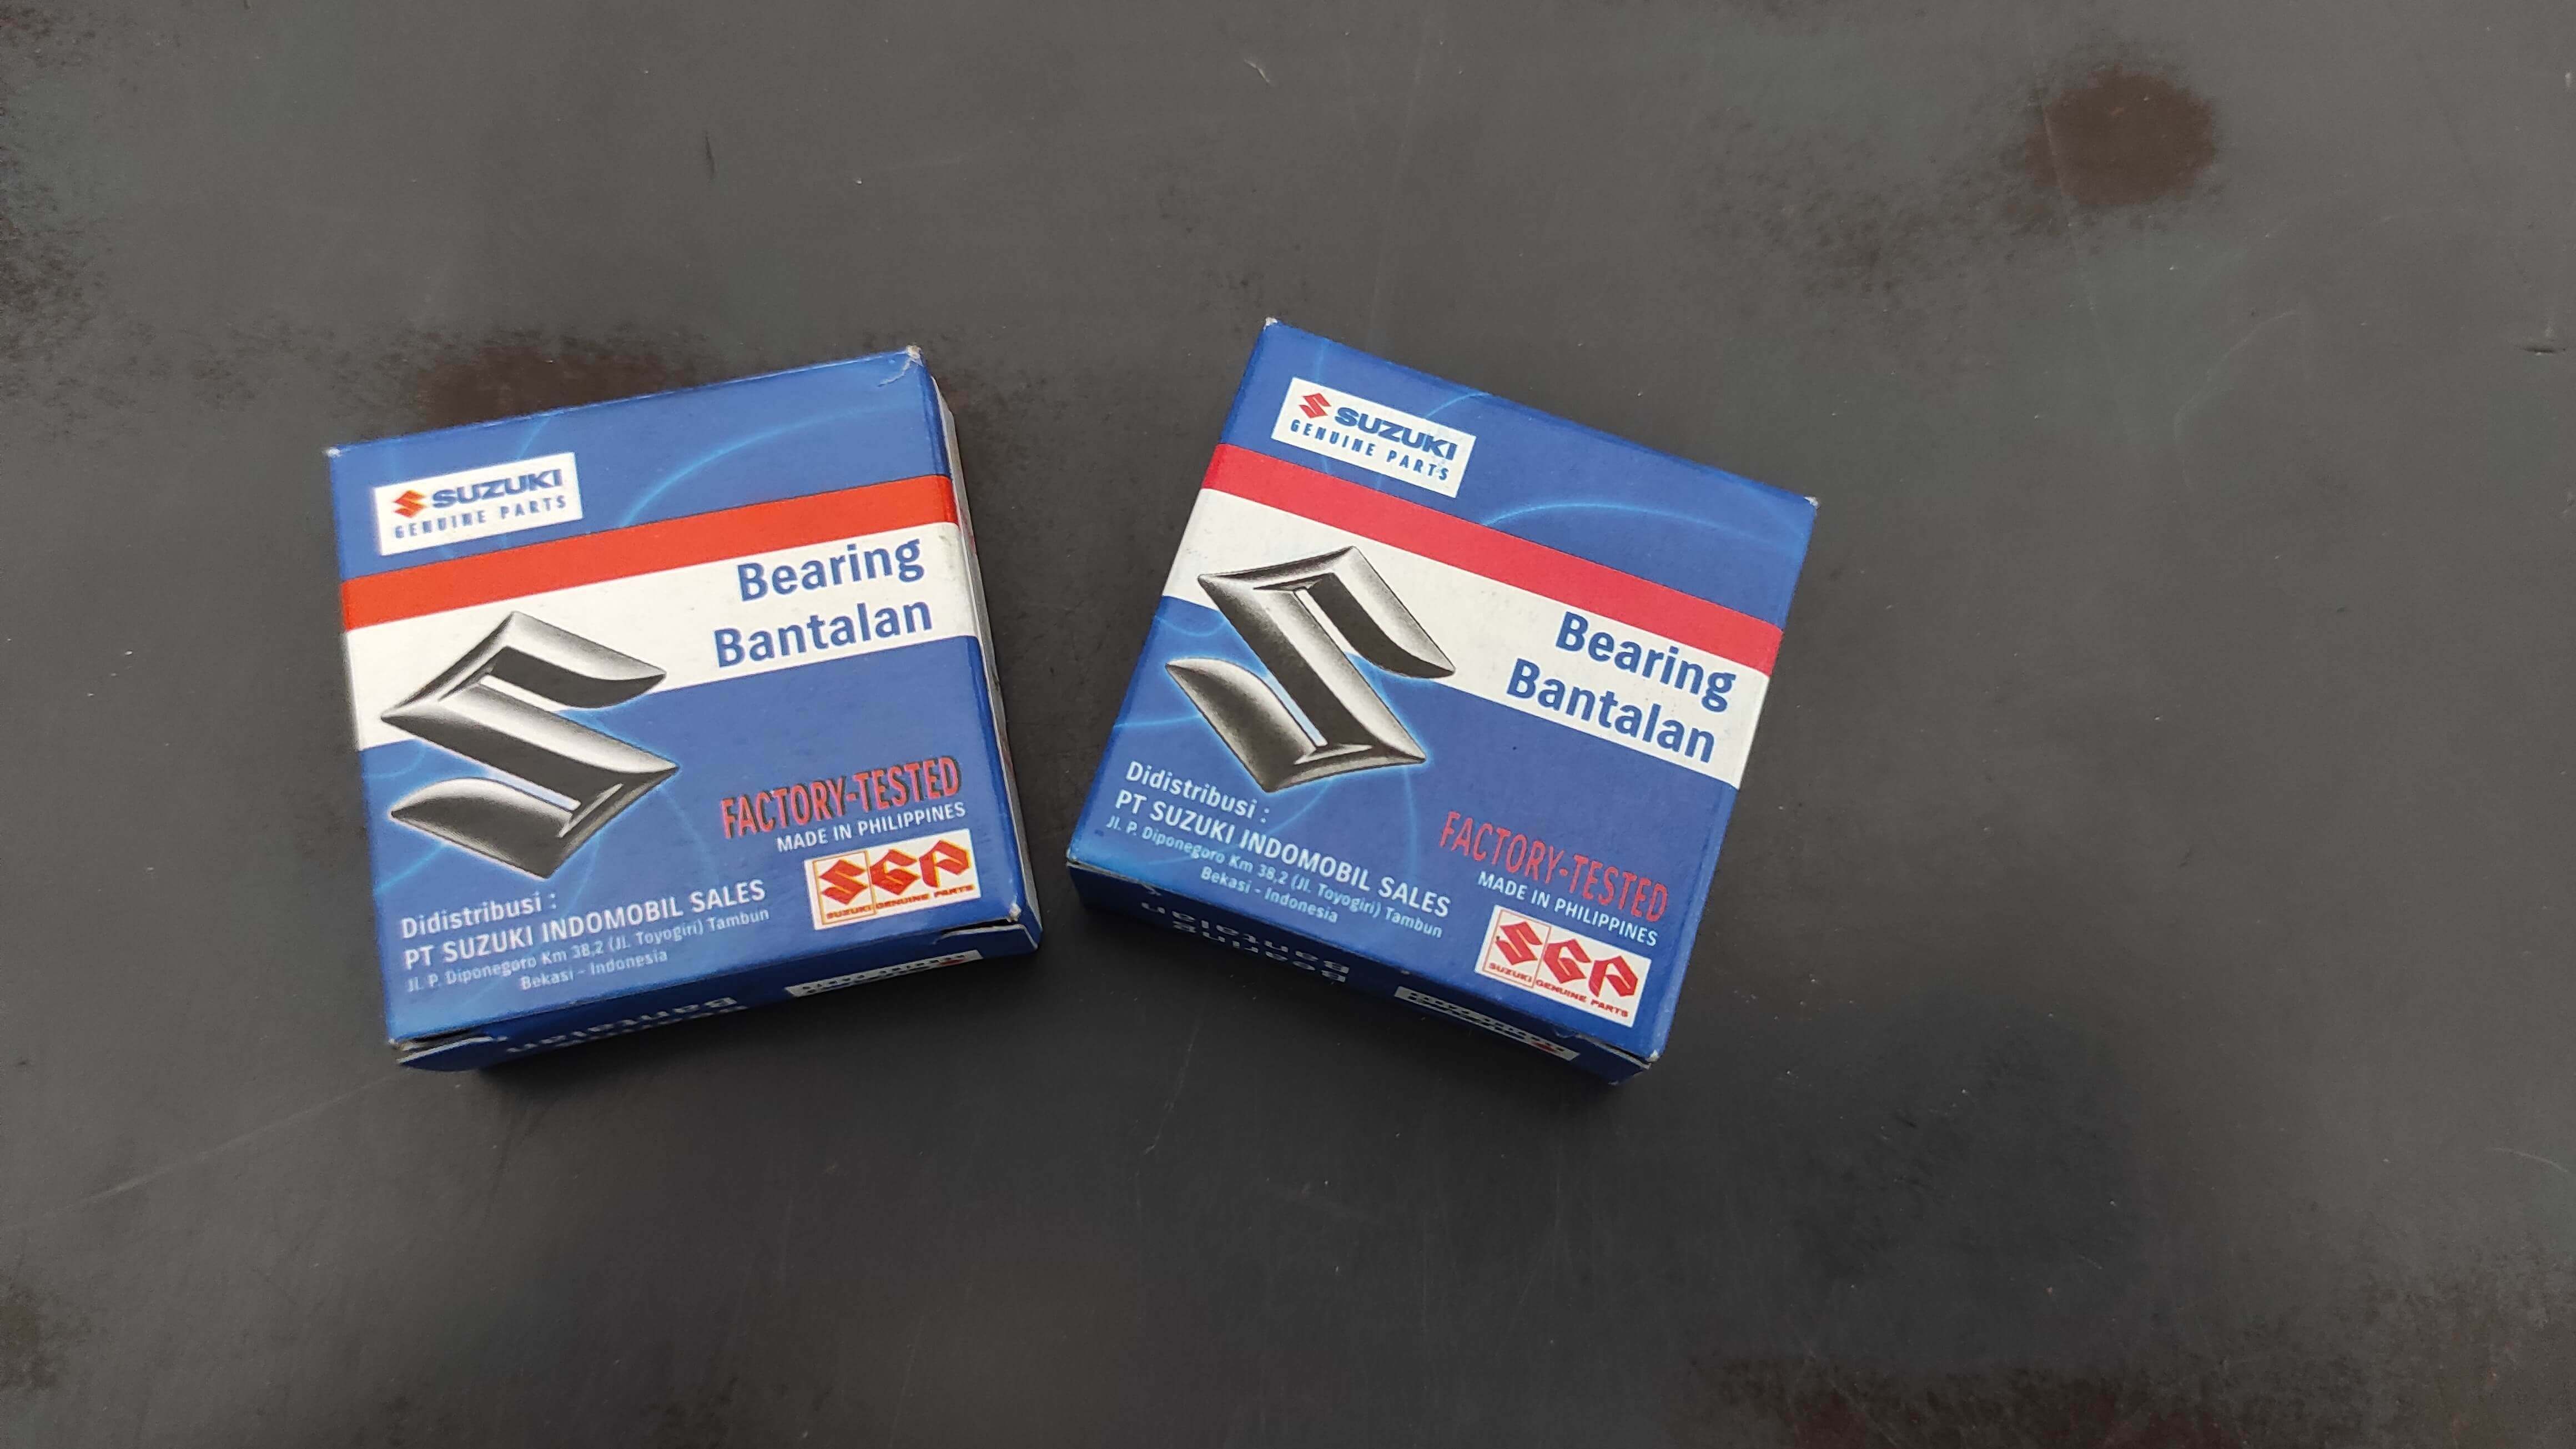 SUZUKI
GENUINE PARTS
Bearing
Bantalan
FACTORY-TESTED
MADE IN PHILIPPINES
SGP
SUZUKI GENUINE PARTS
Didistribusi :
PT SUZUKI INDOMOBIL SALES
Jl. P. Diponegoro Km 38,2 (Jl. Toyogiri) Tambun
Bekasi - Indonesia
Bantalan
SUZUKI
GENUINE PARTS
Bearing
Bantalan
Didistribusi :
PT SUZUKI INDOMOBIL SALES
Jl. P. Diponegoro Km 38,2 (Jl. Toyogiri) Tambun
Bekasi - Indonesia
FACTORY-TESTED
MADE IN PHILIPPINES
SGP
SUZUKI GENUINE PARTS
Bantalan
Bearing